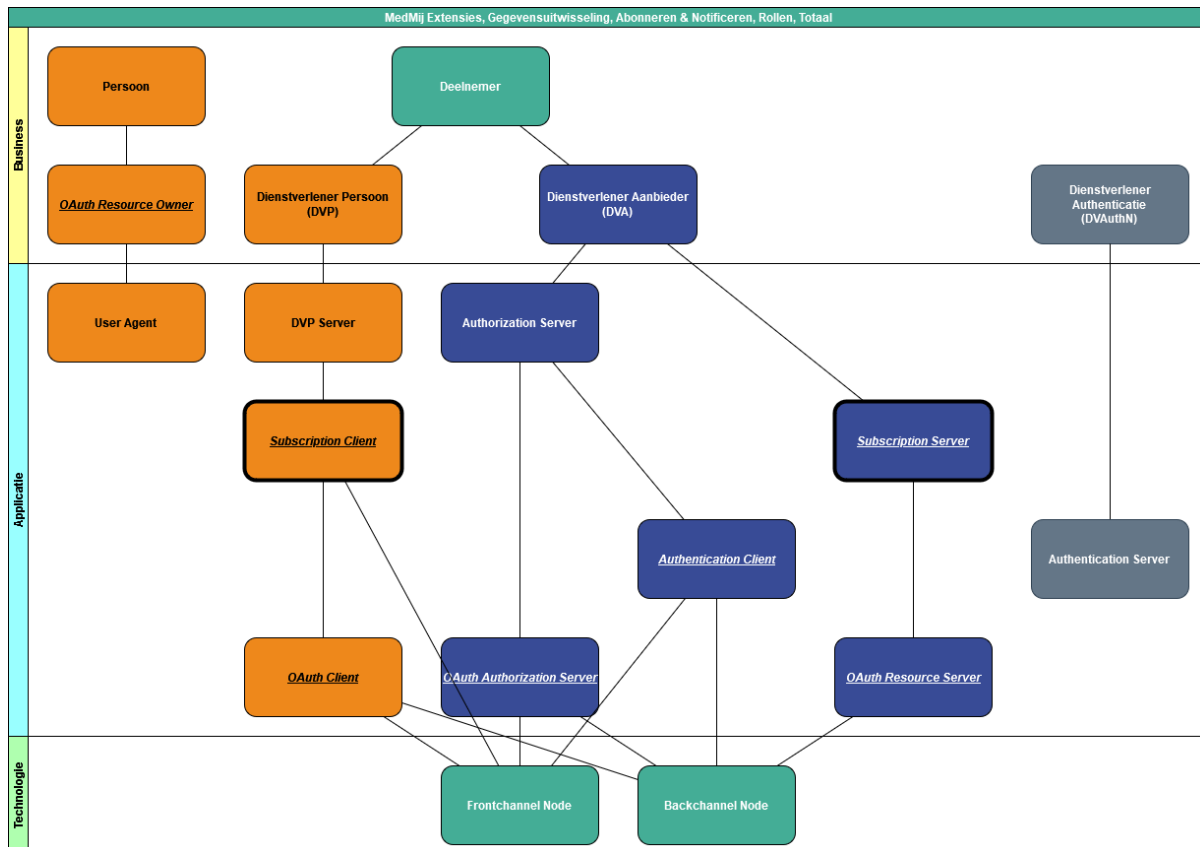 MedMij Extensies, Gegevensuitwisseling, Abonneren & Notificeren, Rollen, Totaal
Business
Persoon
Deelnemer
OAuth Resource Owner
Dienstverlener Persoon
(DVP)
Dienstverlener Aanbieder
(DVA)
Dienstverlener
Authenticatie
(DVAuthN)
Applicatie
User Agent
DVP Server
Authorization Server
Subscription Client
Subscription Server
Authentication Client
Authentication Server
OAuth Client
OAuth Authorization Server
OAuth Resource Server
Technologie
Frontchannel Node
Backchannel Node